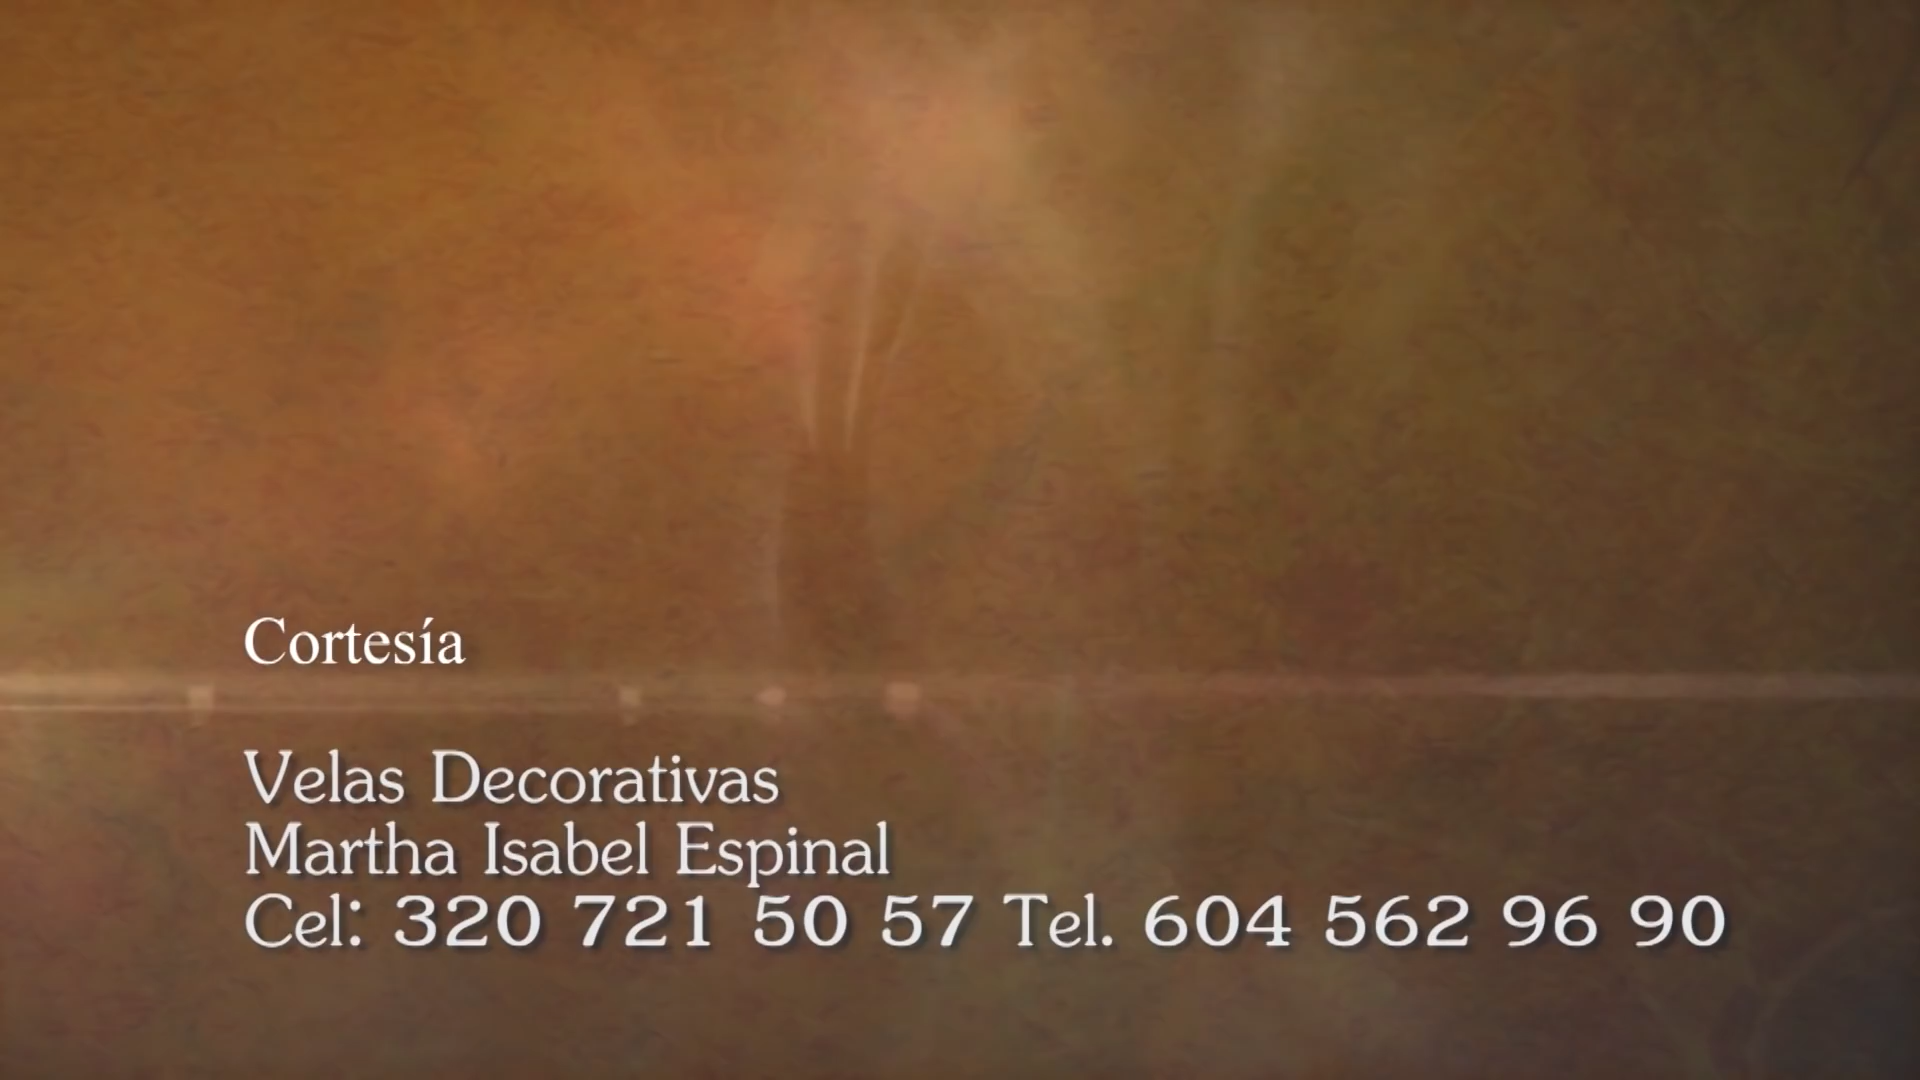 Cortesía
Velas Decorativas
Martha Isabel Espinal
Cel: 320 721 50 57 Tel. 604 562 96 90